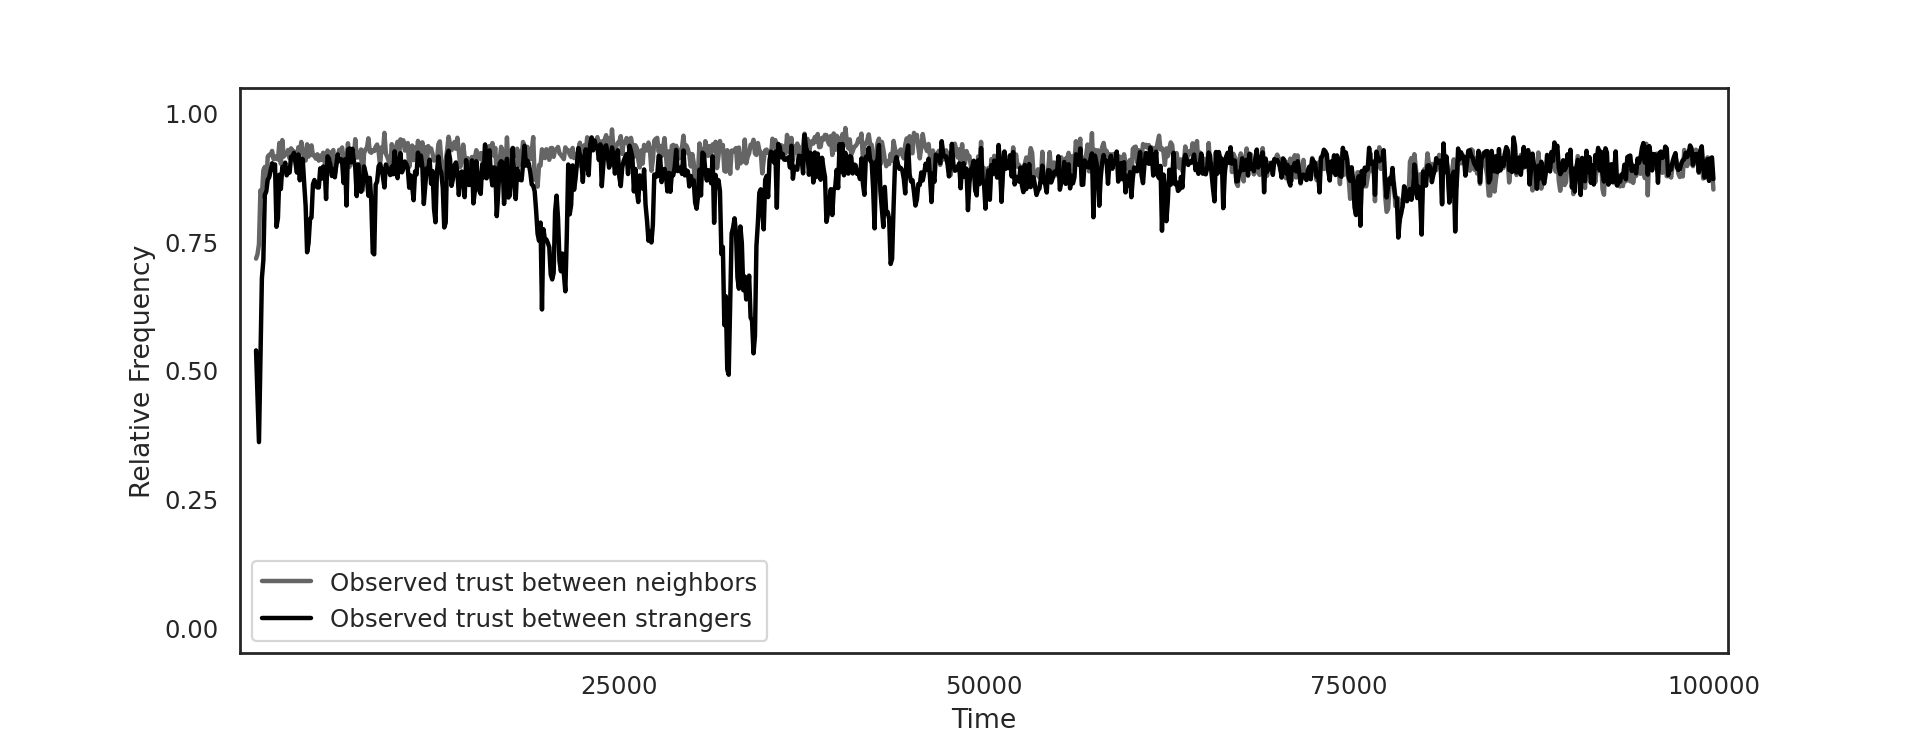 1.00
0.75
0.50
0.25
0.00
Relative Frequency
Observed trust between neighbors
Observed trust between strangers
25000 50000 75000 100000
Time